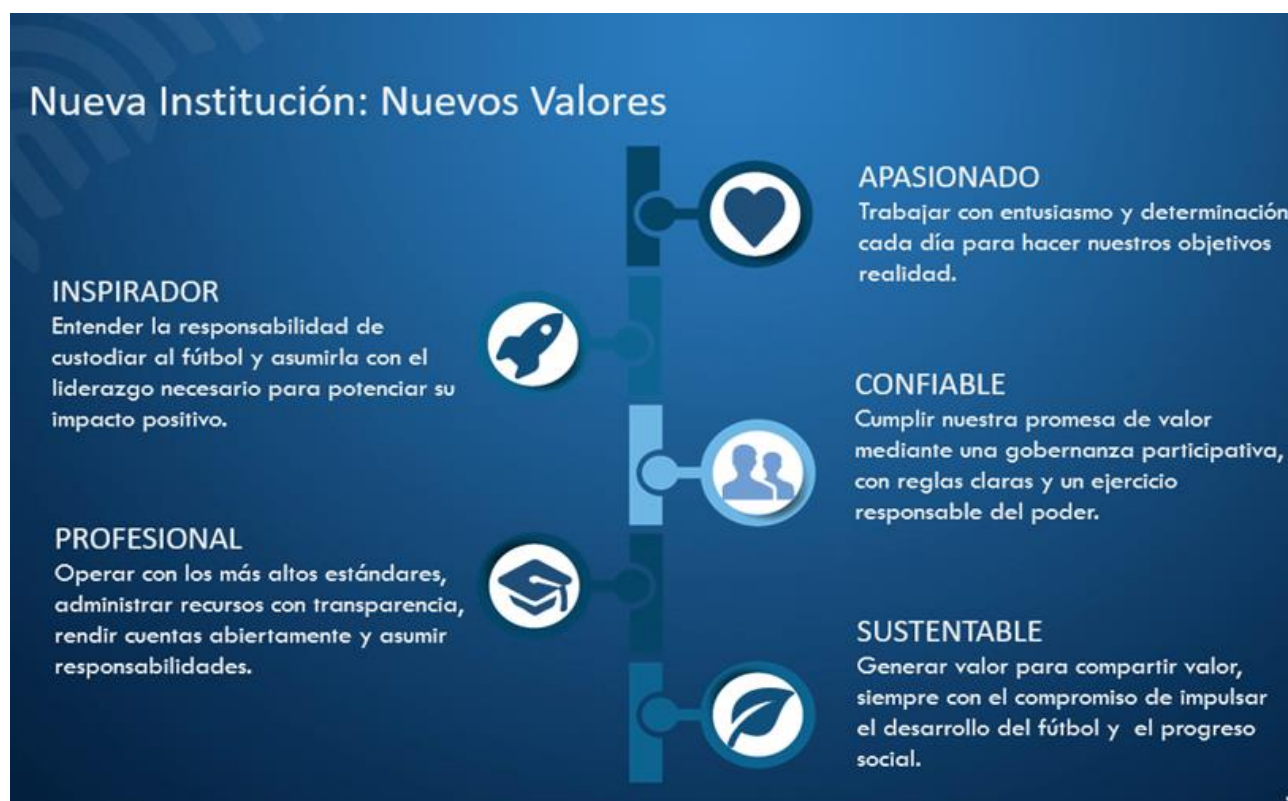 Nueva Institución: Nuevos Valores
APASIONADO
Trabajar con entusiasmo y determinación
cada día para hacer nuestros objetivos
realidad.
INSPIRADOR
Entender la responsabilidad de
custodiar al fútbol y asumirla con el
liderazgo necesario para potenciar su
impacto positivo.
CONFIABLE
Cumplir nuestra promesa de valor
mediante una gobernanza participativa,
con reglas claras y un ejercicio
responsable del poder.
PROFESIONAL
Operar con los más altos estándares,
administrar recursos con transparencia,
rendir cuentas abiertamente y asumir
responsabilidades.
SUSTENTABLE
Generar valor para compartir valor,
siempre con el compromiso de impulsar
el desarrollo del fútbol y el progreso
social.